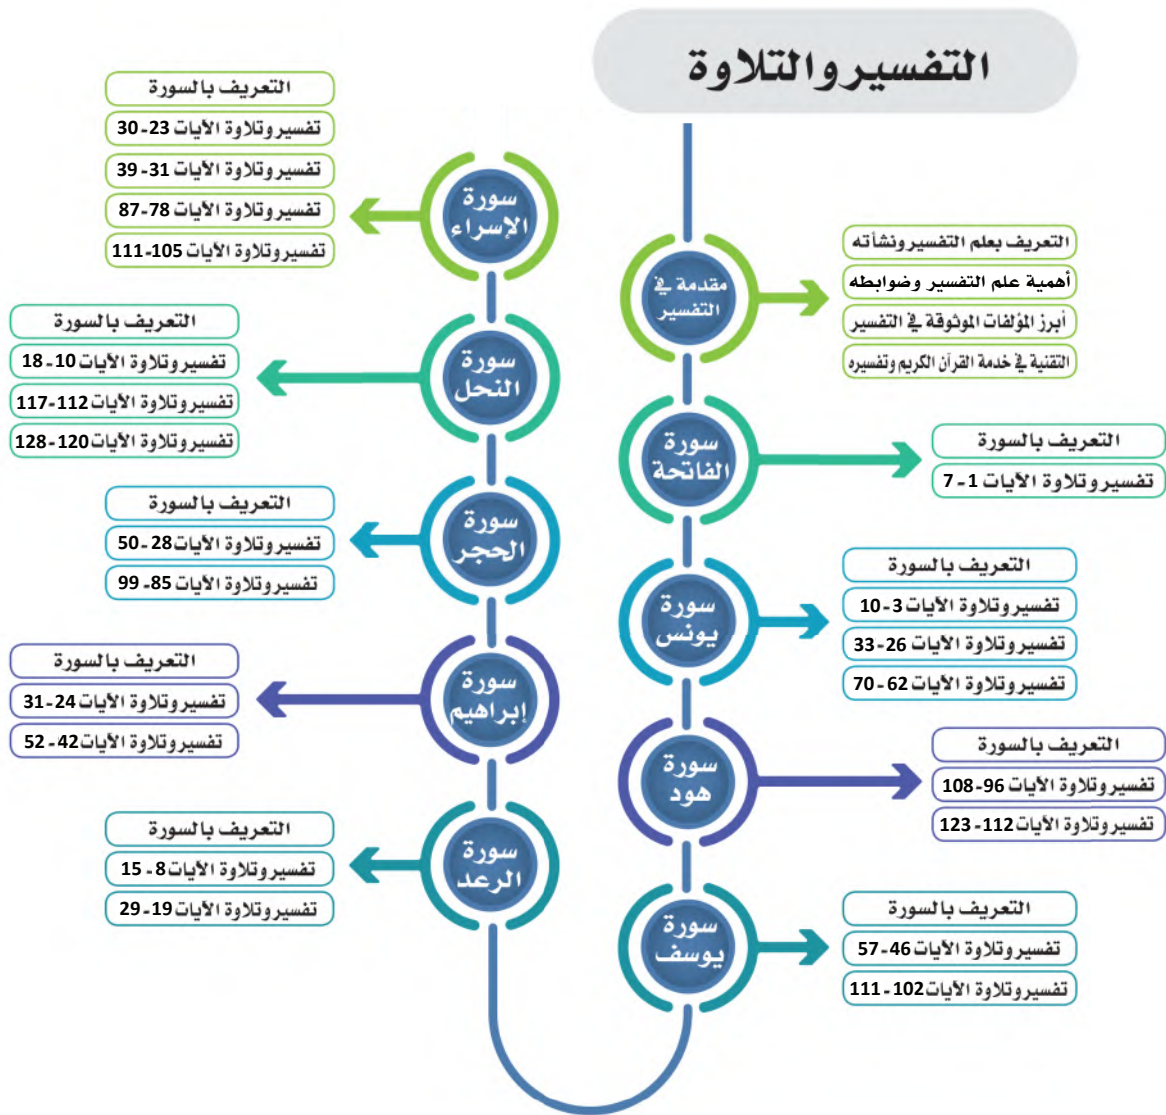 التفسير والتلاوة
مقدمة في
التفسير
التعريف بعلم التفسير ونشأته
أهمية علم التفسير وضوابطه
أبرز المؤلفات الموثوقة في التفسير
التقنية في خدمة القرآن الكريم وتفسيره
سورة
الفاتحة
التعريف بالسورة
تفسير وتلاوة الآيات 1-7
سورة
يونس
التعريف بالسورة
تفسير وتلاوة الآيات 3-10
تفسير وتلاوة الآيات 26-33
تفسير وتلاوة الآيات 62-70
سورة
هود
التعريف بالسورة
تفسير وتلاوة الآيات 96-108
تفسير وتلاوة الآيات 112-123
سورة
يوسف
التعريف بالسورة
تفسير وتلاوة الآيات 46-57
تفسير وتلاوة الآيات 102-111
سورة
الرعد
التعريف بالسورة
تفسير وتلاوة الآيات 8-15
تفسير وتلاوة الآيات 19-29
سورة
إبراهيم
التعريف بالسورة
تفسير وتلاوة الآيات 24-31
تفسير وتلاوة الآيات 42-52
سورة
الحجر
التعريف بالسورة
تفسير وتلاوة الآيات 28-50
تفسير وتلاوة الآيات 85-99
سورة
النحل
التعريف بالسورة
تفسير وتلاوة الآيات 10-18
تفسير وتلاوة الآيات 112-117
تفسير وتلاوة الآيات 120-128
سورة
الإسراء
التعريف بالسورة
تفسير وتلاوة الآيات 23-30
تفسير وتلاوة الآيات 31-39
تفسير وتلاوة الآيات 78-87
تفسير وتلاوة الآيات 105-111